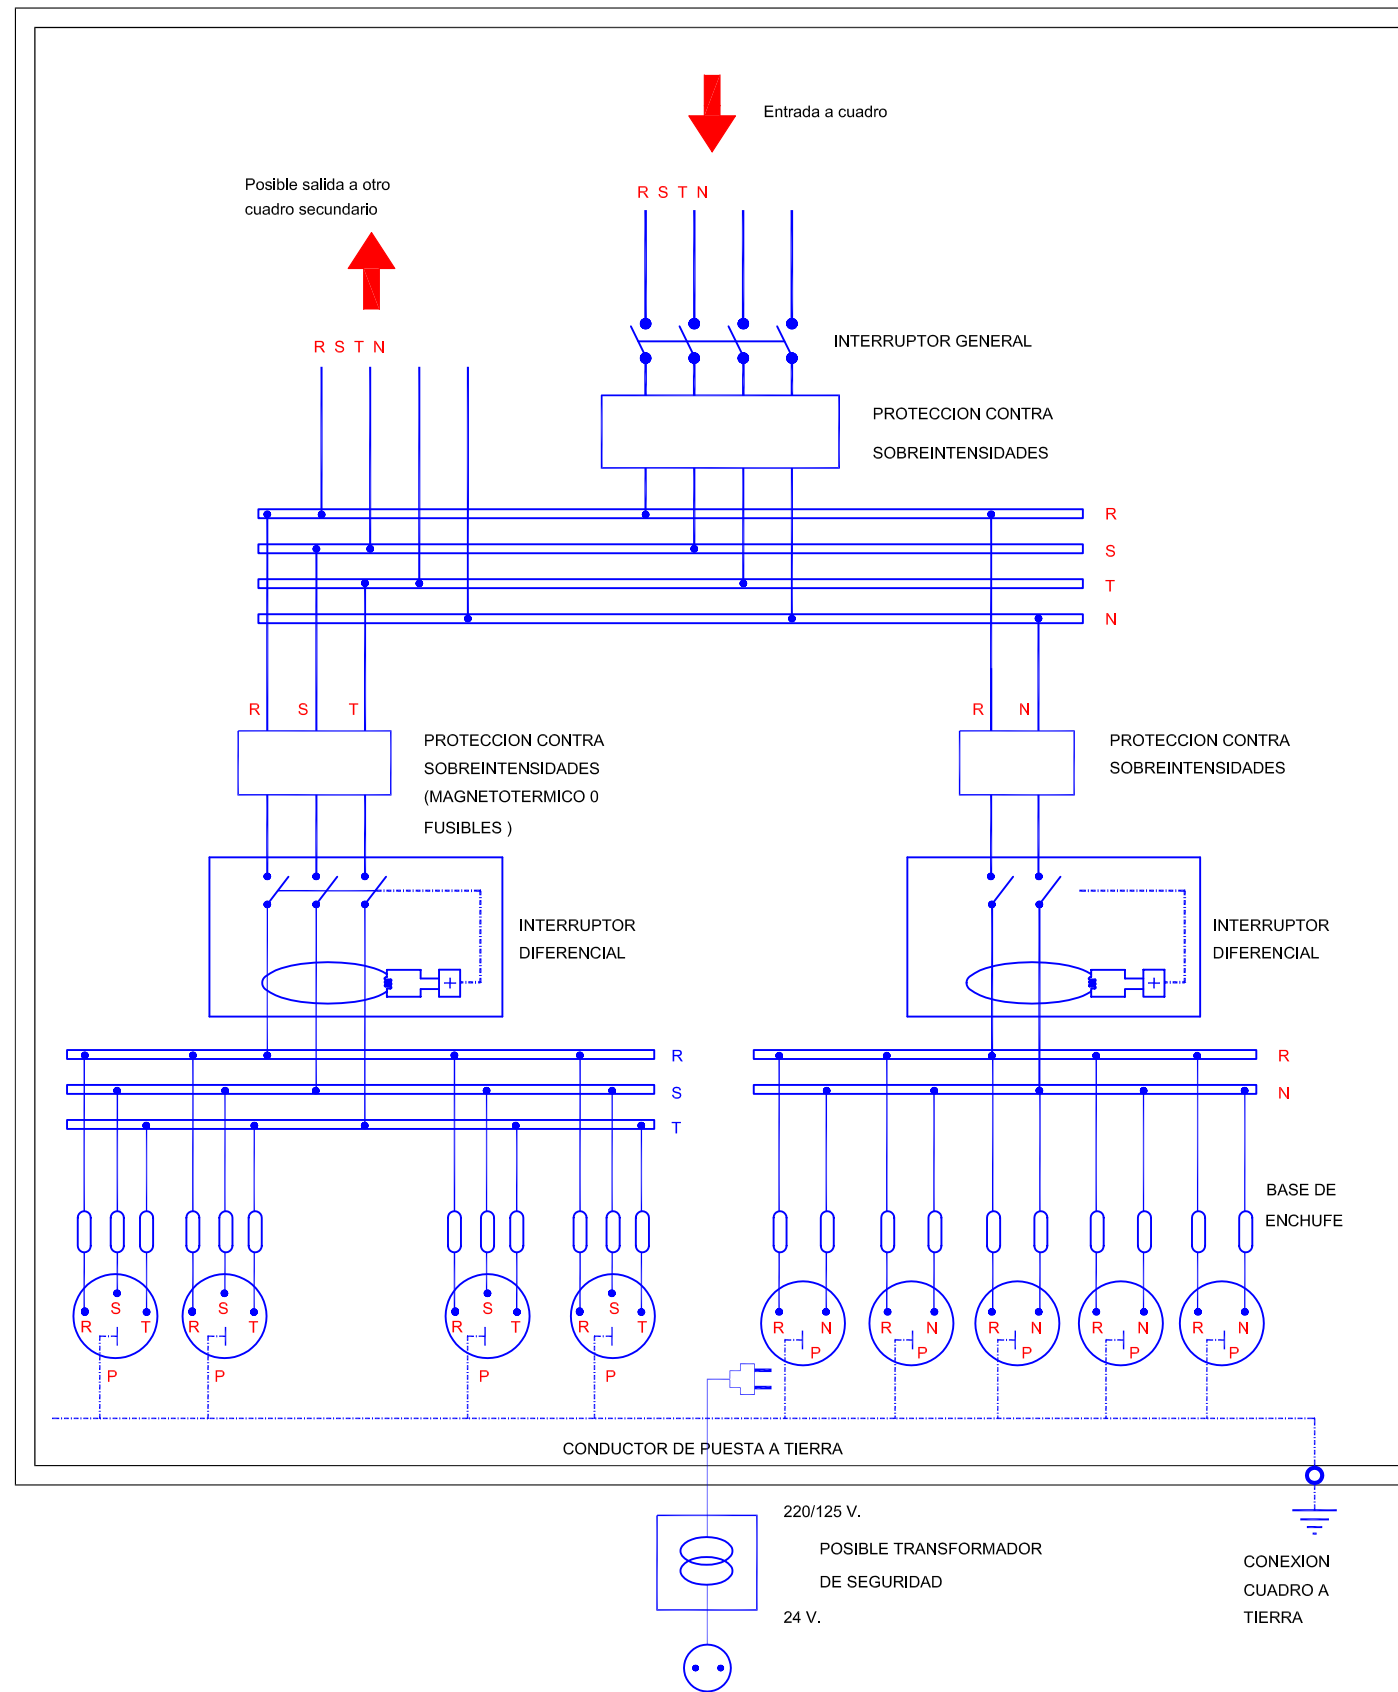 Entrada a cuadro
Posible salida a otro
cuadro secundario
R S T N
R S T N
INTERRUPTOR GENERAL
PROTECCION CONTRA
SOBREINTENSIDADES
R
S
T
N
R S T
R N
PROTECCION CONTRA
SOBREINTENSIDADES
(MAGNETOTERMICO 0
FUSIBLES )
PROTECCION CONTRA
SOBREINTENSIDADES
INTERRUPTOR
DIFERENCIAL
INTERRUPTOR
DIFERENCIAL
R
S
T
R
N
BASE DE
ENCHUFE
S S S S
R T R T R T R T
P P P P
R N R N R N R N R N
P P P P P
CONDUCTOR DE PUESTA A TIERRA
220/125 V.
POSIBLE TRANSFORMADOR
DE SEGURIDAD
24 V.
CONEXION
CUADRO A
TIERRA